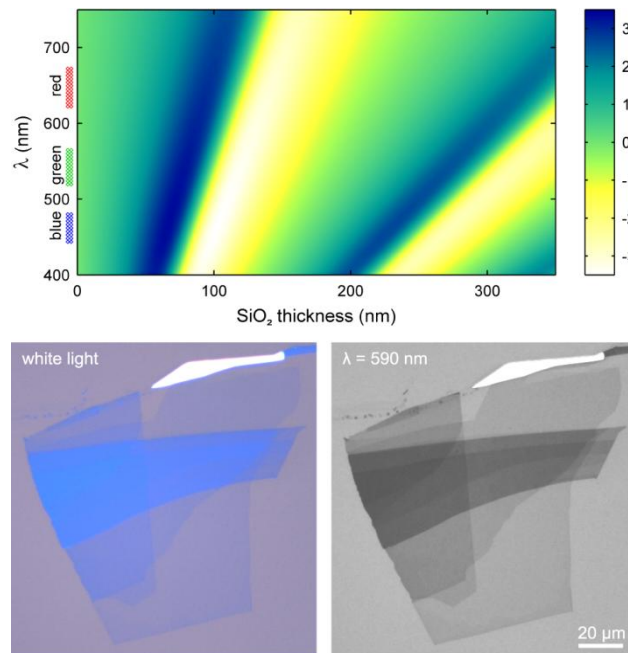 700
600
500
400
λ (nm)
red
green
blue
0
100
200
300
SiO₂ thickness (nm)
3
2
1
0
white light
λ = 590 nm
20 µm